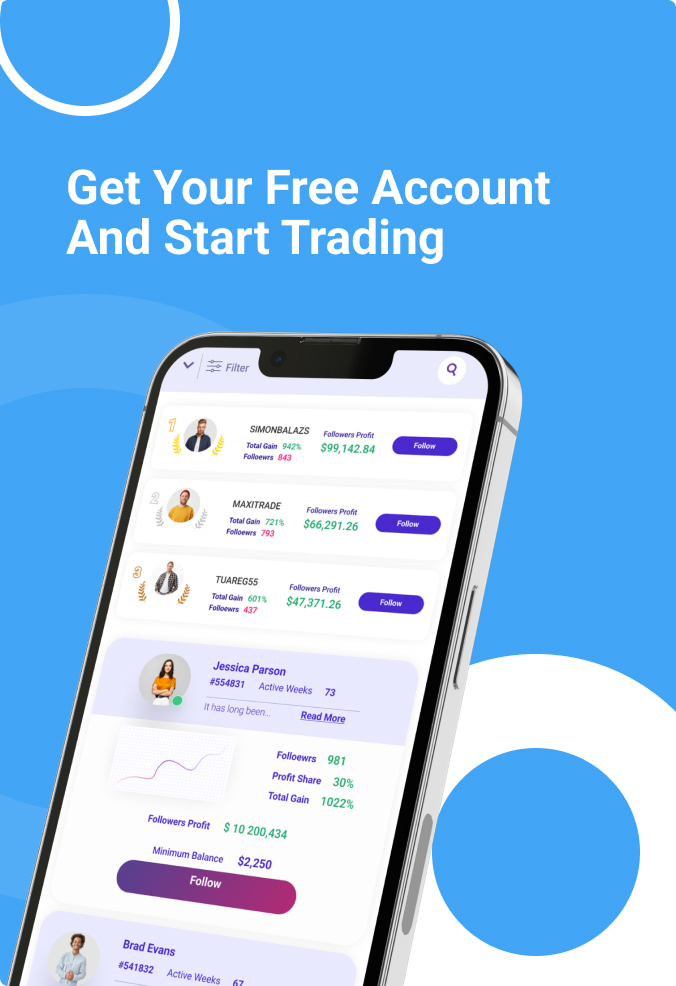 Get Your Free Account
And Start Trading
Filter
1
SIMONBALAZS
Total Gain 942%
Folloewrs 843
Followers Profit
$99,142.84
Follow
2
MAXITRADE
Total Gain 721%
Folloewrs 793
Followers Profit
$66,291.26
Follow
3
TUAREG55
Total Gain 601%
Folloewrs 437
Followers Profit
$47,371.26
Follow
Jessica Parson
#554831 Active Weeks 73
It has long been... Read More
Folloewrs 981
Profit Share 30%
Total Gain 1022%
Followers Profit $ 10 200,434
Minimum Balance $2,250
Follow
Brad Evans
#541832 Active Weeks 67